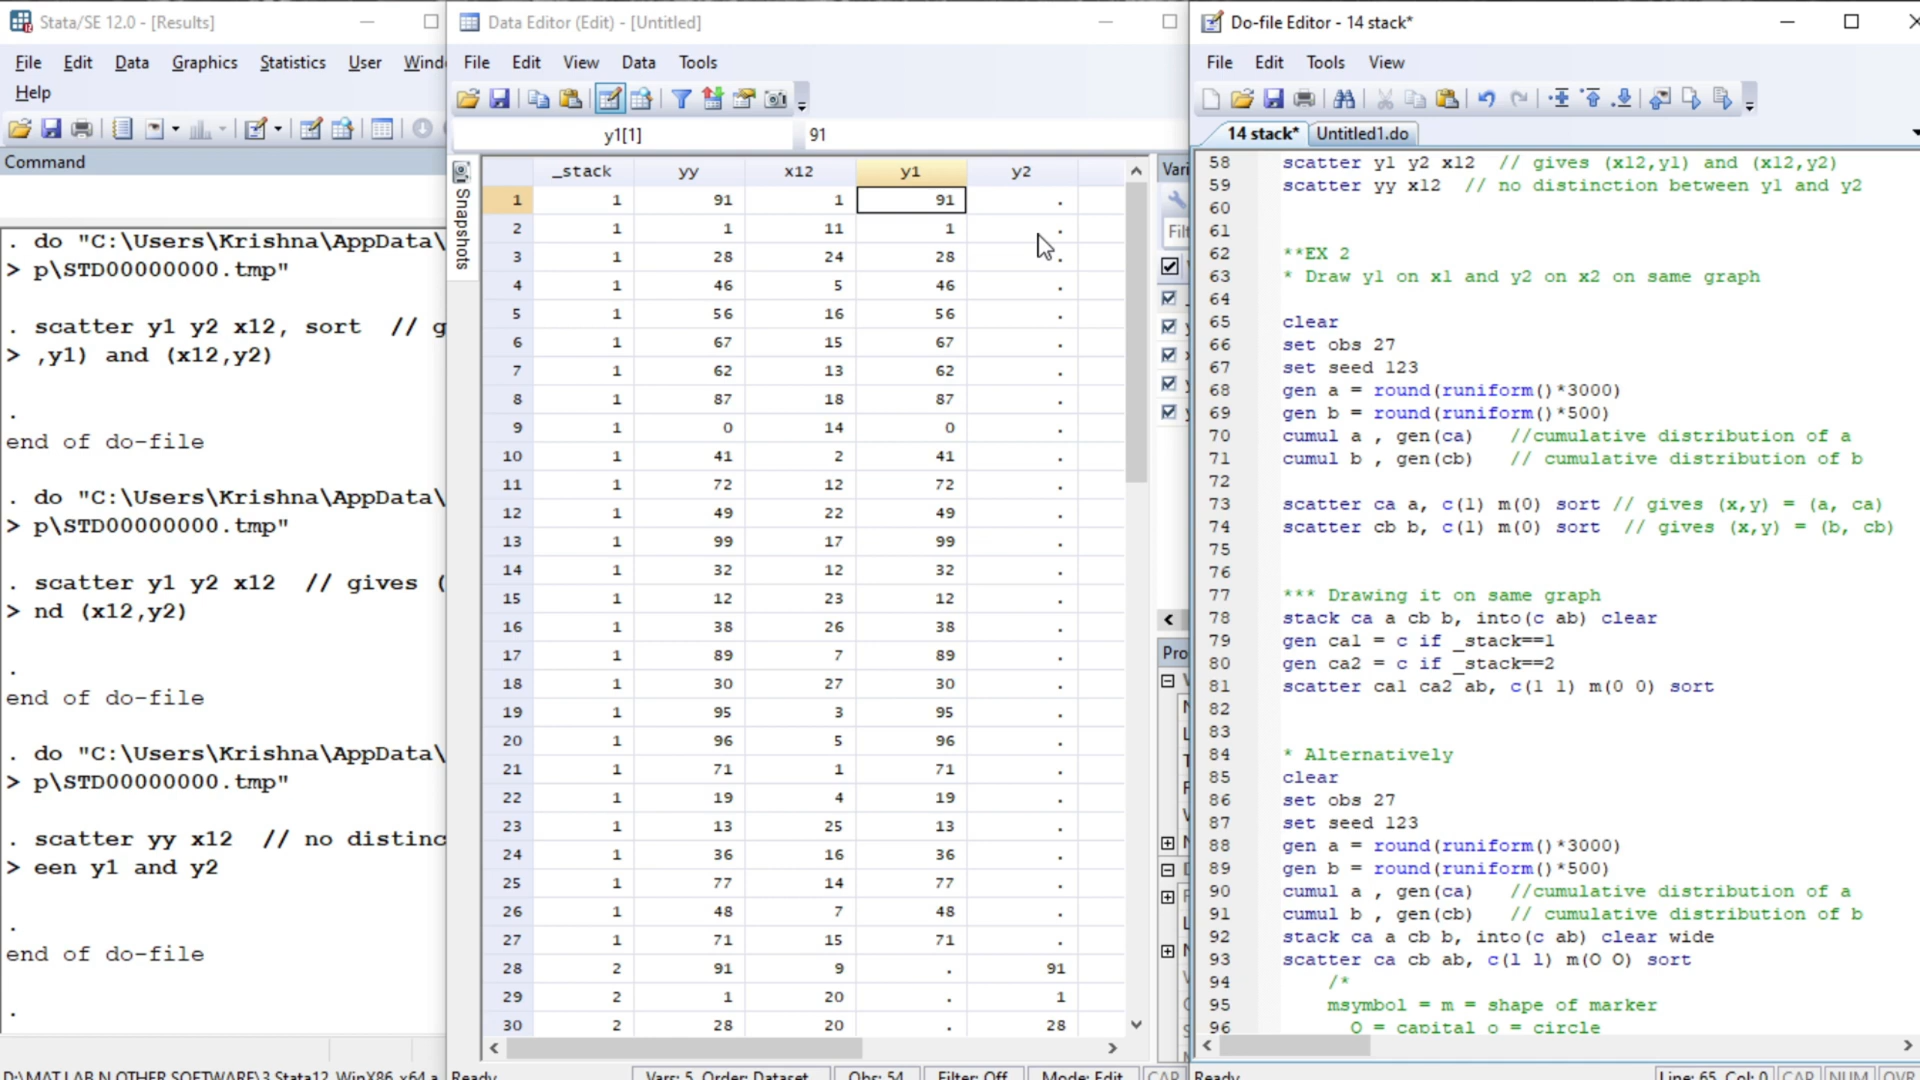 Stata/SE 12.0 - [Results]
File Edit Data Graphics Statistics User Wind
Help
Command
. do "C:\Users\Krishna\AppData\
> p\STD00000000.tmp"
. scatter y1 y2 x12, sort // g
> ,y1) and (x12,y2)
.
end of do-file
. do "C:\Users\Krishna\AppData\
> p\STD00000000.tmp"
. scatter y1 y2 x12 // gives (
> nd (x12,y2)
.
end of do-file
. do "C:\Users\Krishna\AppData\
> p\STD00000000.tmp"
. scatter yy x12 // no distinc
> een y1 and y2
.
end of do-file
.
Data Editor (Edit) - [Untitled]
File Edit View Data Tools
y1[1] 91
Snapshots
_stack yy x12 y1 y2
1 1 91 1 91 .
2 1 1 11 1 .
3 1 28 24 28 .
4 1 46 5 46 .
5 1 56 16 56 .
6 1 67 15 67 .
7 1 62 13 62 .
8 1 87 18 87 .
9 1 0 14 0 .
10 1 41 2 41 .
11 1 72 12 72 .
12 1 49 22 49 .
13 1 99 17 99 .
14 1 32 12 32 .
15 1 12 23 12 .
16 1 38 26 38 .
17 1 89 7 89 .
18 1 30 27 30 .
19 1 95 3 95 .
20 1 96 5 96 .
21 1 71 1 71 .
22 1 19 4 19 .
23 1 13 25 13 .
24 1 36 16 36 .
25 1 77 14 77 .
26 1 48 7 48 .
27 1 71 15 71 .
28 2 91 9 . 91
29 2 1 20 . 1
30 2 28 20 . 28
Vari
Filt
Pro
Ready Vars: 5 Order: Dataset Obs: 54 Filter: Off Mode: Edit CAP
Do-file Editor - 14 stack*
File Edit View Tools
14 stack* Untitled1.do
58 scatter y1 y2 x12 // gives (x12,y1) and (x12,y2)
59 scatter yy x12 // no distinction between y1 and y2
60
61
62 **EX 2
63 * Draw y1 on x1 and y2 on x2 on same graph
64
65 clear
66 set obs 27
67 set seed 123
68 gen a = round(runiform()*3000)
69 gen b = round(runiform()*500)
70 cumul a , gen(ca) //cumulative distribution of a
71 cumul b , gen(cb) // cumulative distribution of b
72
73 scatter ca a, c(l) m(0) sort // gives (x,y) = (a, ca)
74 scatter cb b, c(l) m(0) sort // gives (x,y) = (b, cb)
75
76
77 *** Drawing it on same graph
78 stack ca a cb b, into(c ab) clear
79 gen ca1 = c if _stack==1
80 gen ca2 = c if _stack==2
81 scatter ca1 ca2 ab, c(l l) m(0 0) sort
82
83
84 * Alternatively
85 clear
86 set obs 27
87 set seed 123
88 gen a = round(runiform()*3000)
89 gen b = round(runiform()*500)
90 cumul a , gen(ca) //cumulative distribution of a
91 cumul b , gen(cb) // cumulative distribution of b
92 stack ca a cb b, into(c ab) clear wide
93 scatter ca cb ab, c(l l) m(O O) sort
94 /*
95 msymbol = m = shape of marker
96 O = capital o = circle
Ready Line: 65, Col: 0 CAP NUM OVR